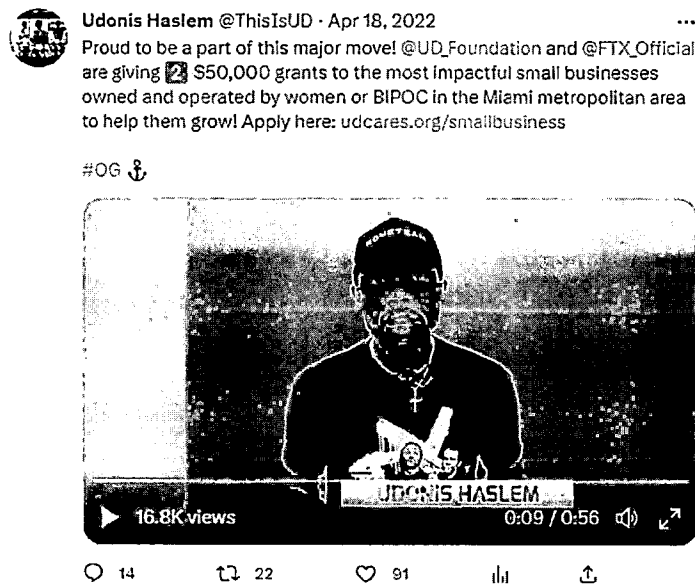 Udonis Haslem @ThisIsUD · Apr 18, 2022
Proud to be a part of this major move! @UD_Foundation and @FTX_Official
are giving 2️⃣ $50,000 grants to the most impactful small businesses
owned and operated by women or BIPOC in the Miami metropolitan area
to help them grow! Apply here: udcares.org/smallbusiness
#OG ⚓
HOMETEAM
UDONIS HASLEM
16.8K views
0:09 / 0:56
14 22 91